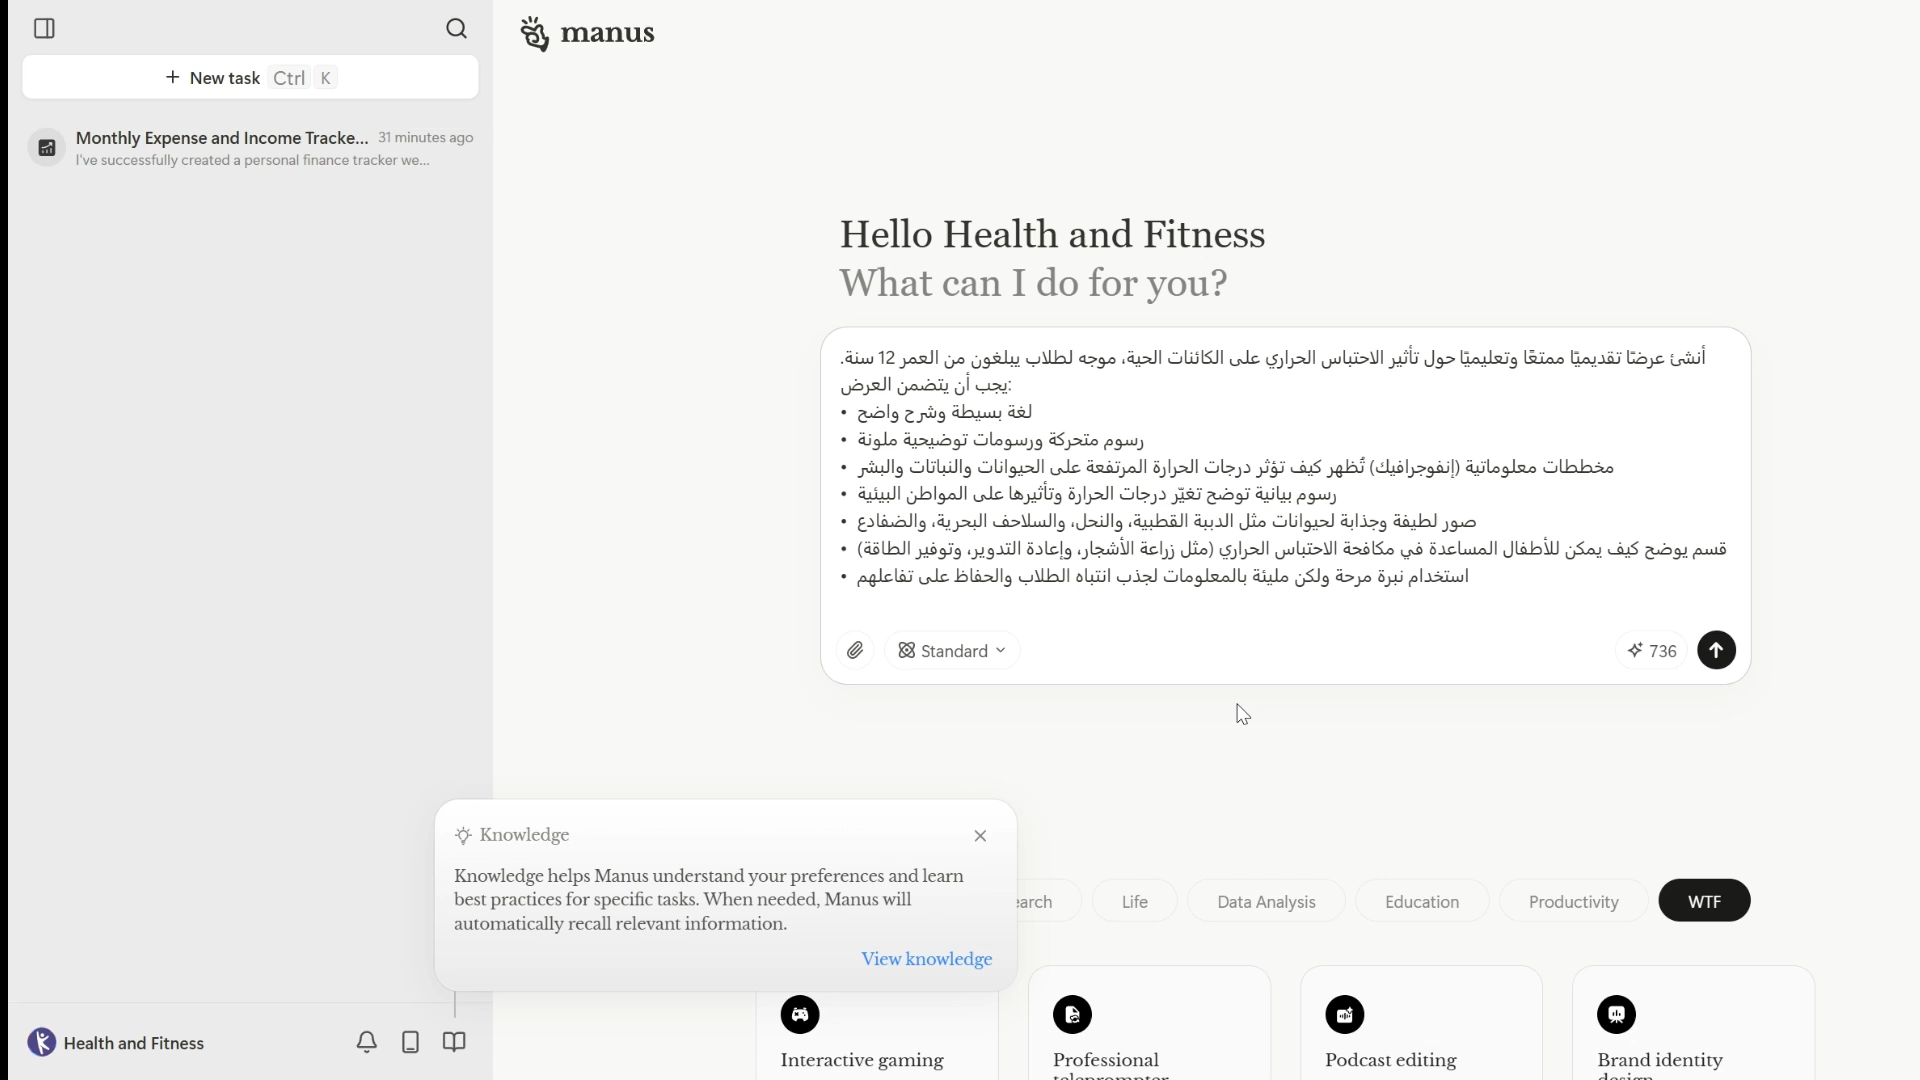 manus
+ New task Ctrl K
Monthly Expense and Income Tracke... 31 minutes ago
I've successfully created a personal finance tracker we...
Hello Health and Fitness
What can I do for you?
أنشئ عرضًا تقديميًا ممتعًا وتعليميًا حول تأثير الاحتباس الحراري على الكائنات الحية، موجه لطلاب يبلغون من العمر 12 سنة.
يجب أن يتضمن العرض:
• لغة بسيطة وشرح واضح
• رسوم متحركة ورسومات توضيحية ملونة
• مخططات معلوماتية (إنفوجرافيك) تُظهر كيف تؤثر درجات الحرارة المرتفعة على الحيوانات والنباتات والبشر
• رسوم بيانية توضح تغيّر درجات الحرارة وتأثيرها على المواطن البيئية
• صور لطيفة وجذابة لحيوانات مثل الدببة القطبية، والنحل، والسلاحف البحرية، والضفادع
• قسم يوضح كيف يمكن للأطفال المساعدة في مكافحة الاحتباس الحراري (مثل زراعة الأشجار، وإعادة التدوير، وتوفير الطاقة)
• استخدام نبرة مرحة ولكن مليئة بالمعلومات لجذب انتباه الطلاب والحفاظ على تفاعلهم
Standard
736
Knowledge
Knowledge helps Manus understand your preferences and learn
best practices for specific tasks. When needed, Manus will
automatically recall relevant information.
View knowledge
earch Life Data Analysis Education Productivity WTF
Interactive gaming
Professional
teleprompter
Podcast editing
Brand identity
design
Health and Fitness